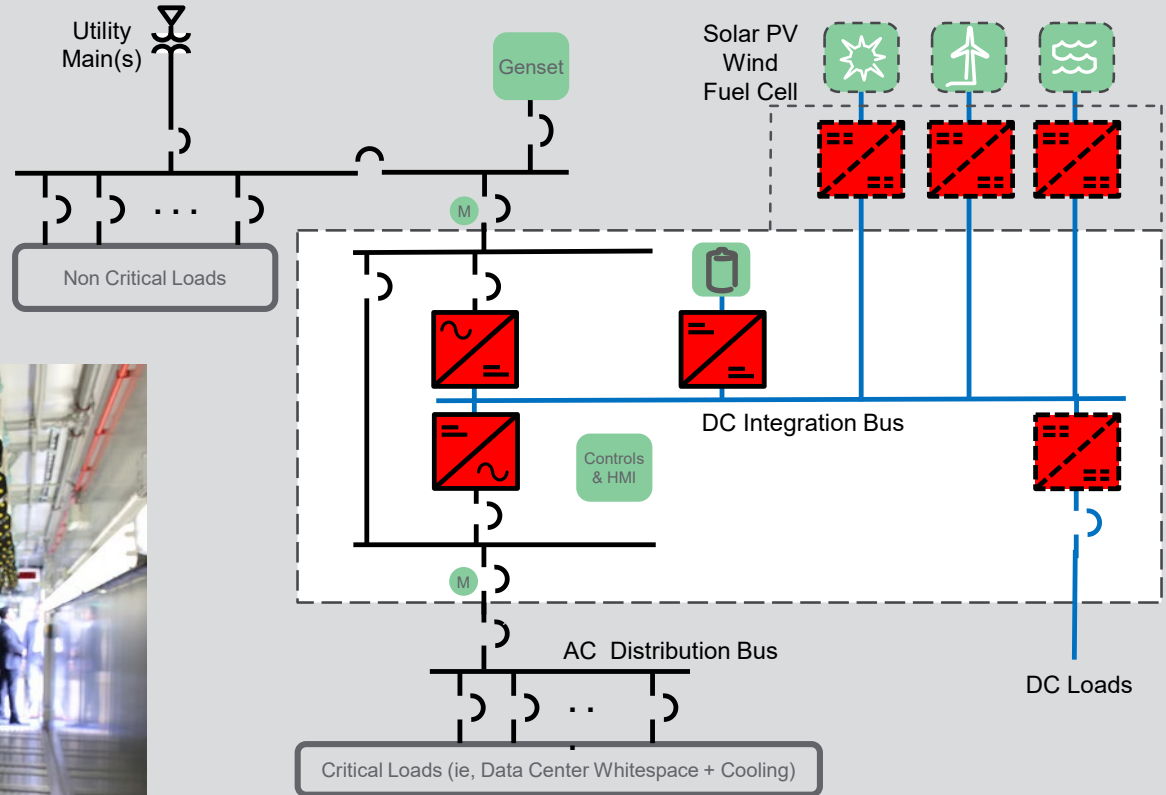 Utility
Main(s)
Genset
Solar PV
Wind
Fuel Cell
M
Non Critical Loads
DC Integration Bus
Controls
& HMI
M
AC Distribution Bus
DC Loads
Critical Loads (ie, Data Center Whitespace + Cooling)